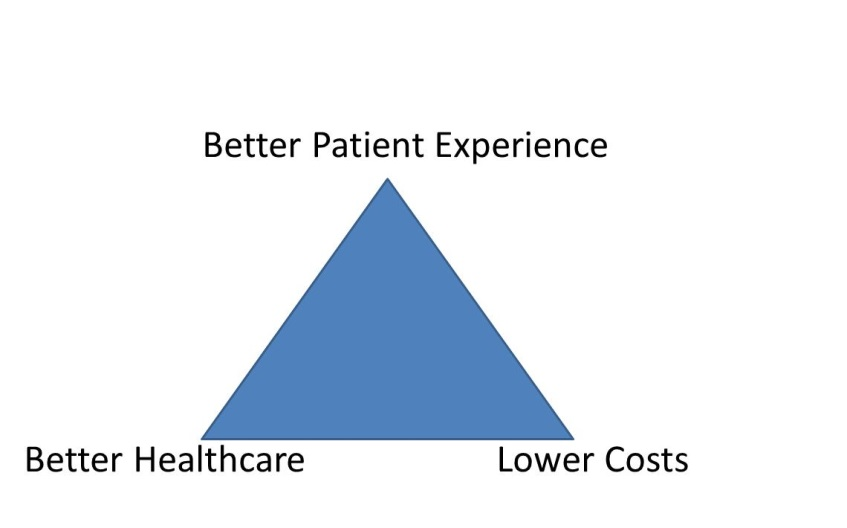 Better Patient Experience
Better Healthcare
Lower Costs